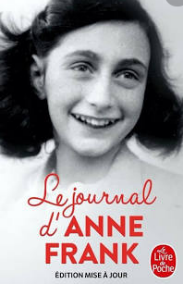 Le journal
d'ANNE
FRANK
ÉDITION MISE À JOUR
Le
Livre
de
Poche